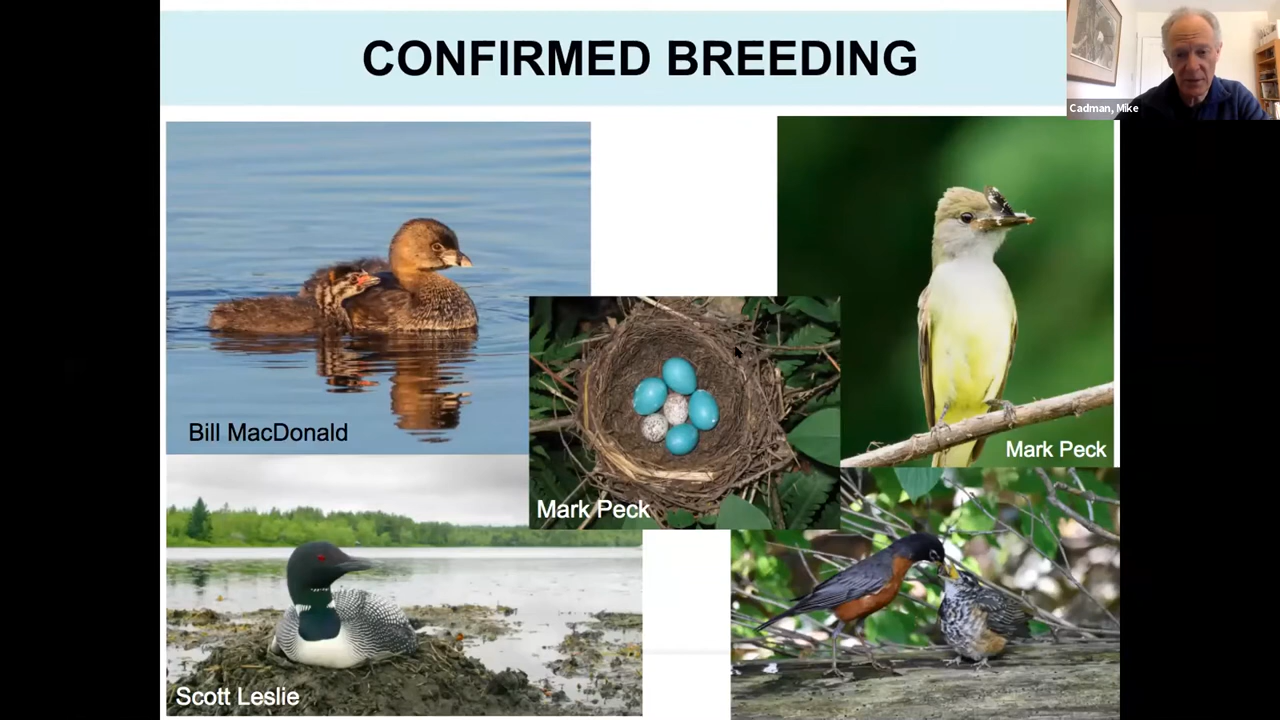 CONFIRMED BREEDING
Cadman, Mike
Bill MacDonald
Mark Peck
Mark Peck
Scott Leslie